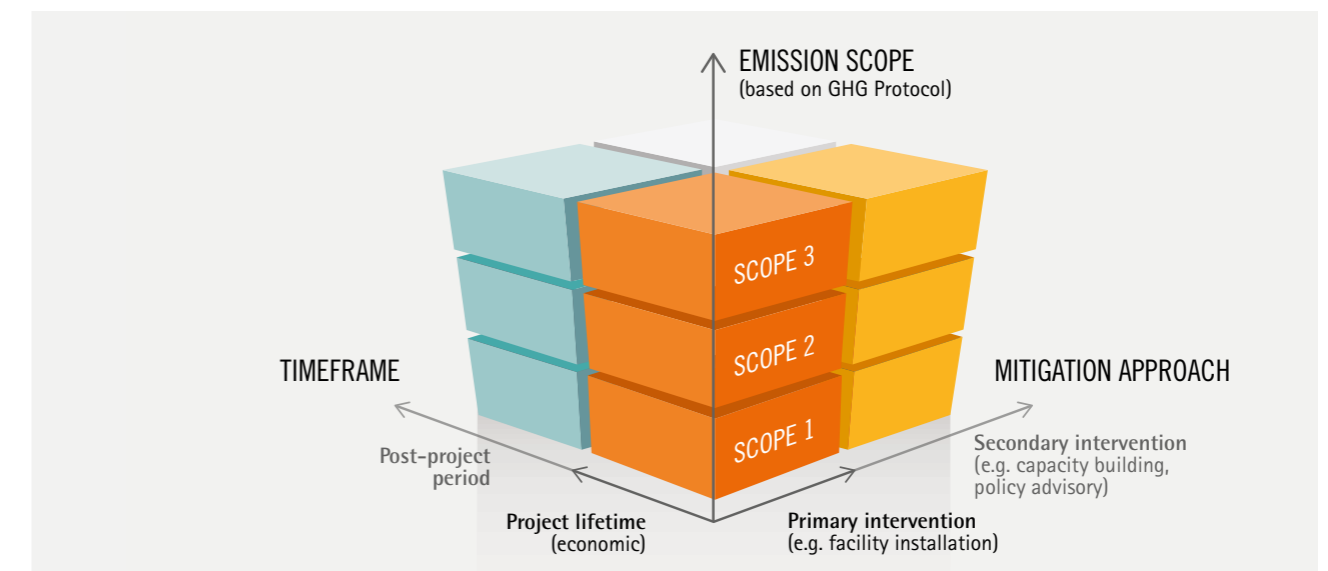 EMISSION SCOPE
(based on GHG Protocol)
SCOPE 3
SCOPE 2
SCOPE 1
TIMEFRAME
MITIGATION APPROACH
Post-project
period
Secondary intervention
(e.g. capacity building,
policy advisory)
Project lifetime
(economic)
Primary intervention
(e.g. facility installation)